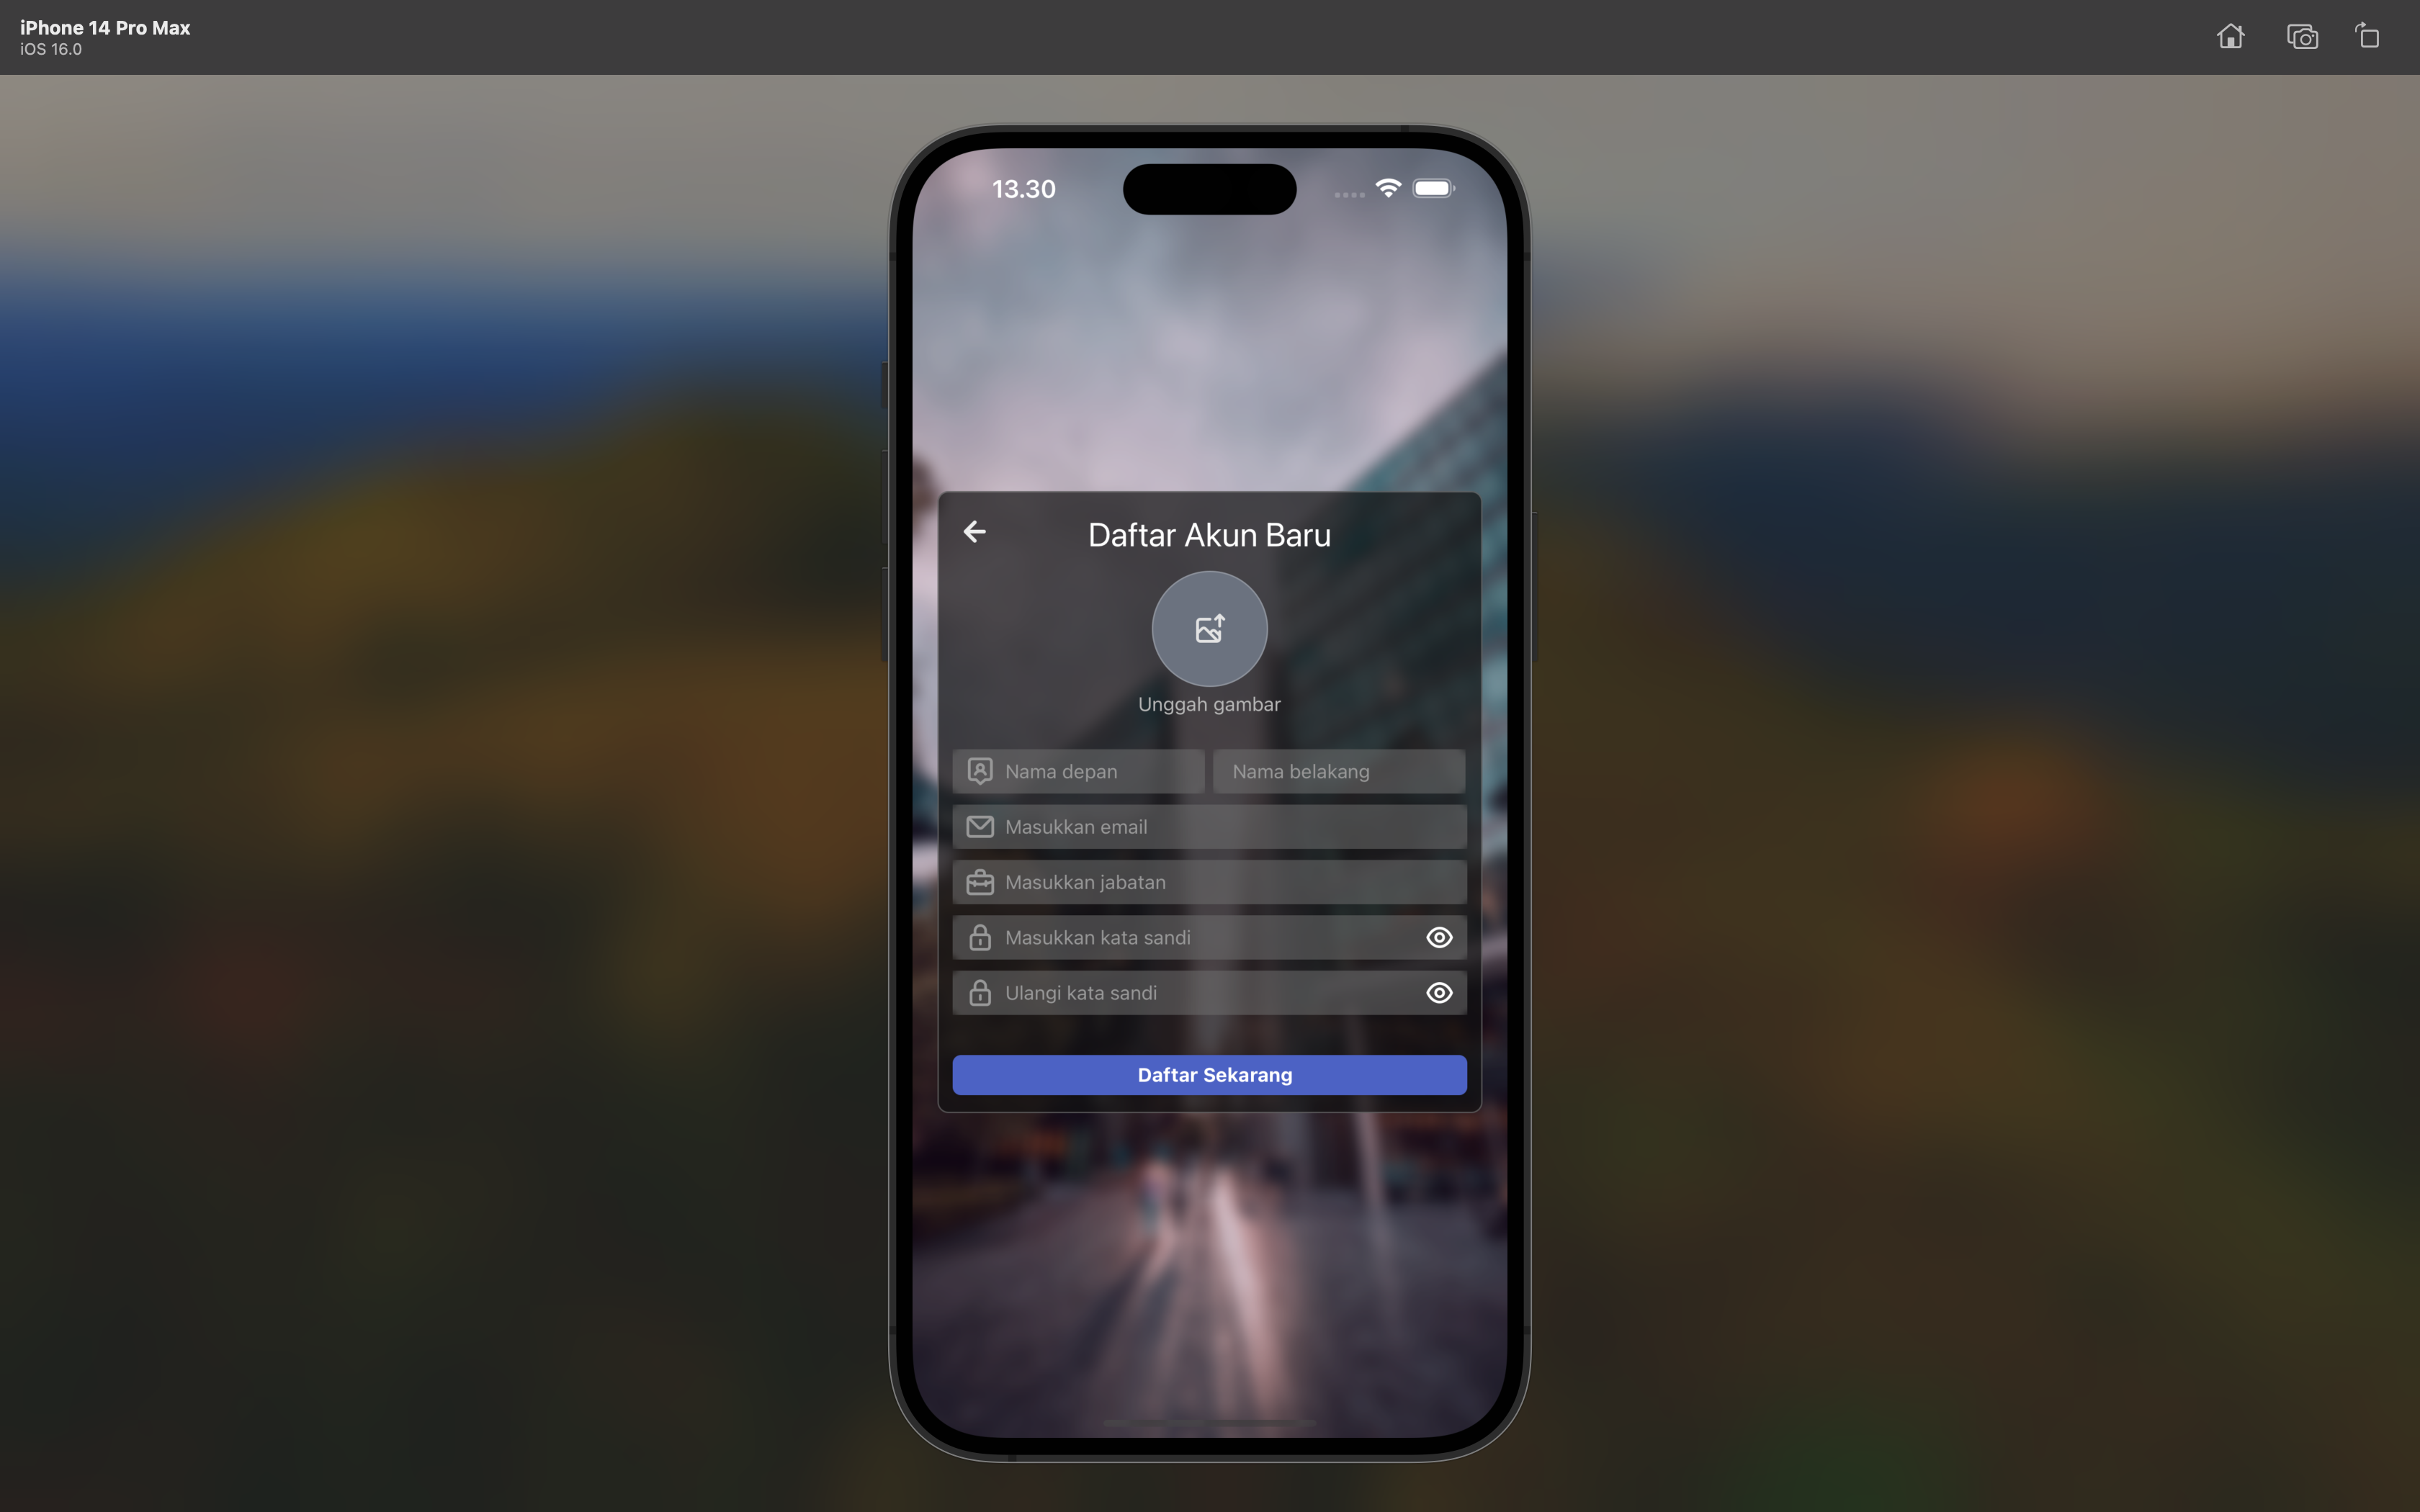 iPhone 14 Pro Max
iOS 16.0
13.30
Daftar Akun Baru
Unggah gambar
Nama depan
Nama belakang
Masukkan email
Masukkan jabatan
Masukkan kata sandi
Ulangi kata sandi
Daftar Sekarang